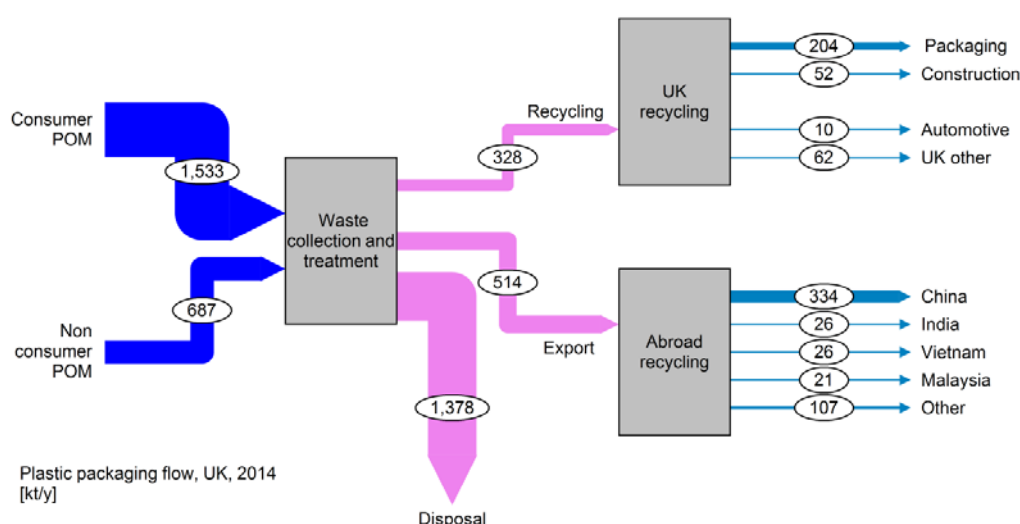 Consumer
POM
1,533
Non
consumer
POM
687
Waste
collection and
treatment
Recycling
328
514
Export
1,378
Disposal
UK
recycling
204
Packaging
52
Construction
10
Automotive
62
UK other
Abroad
recycling
334
China
26
India
26
Vietnam
21
Malaysia
107
Other
Plastic packaging flow, UK, 2014
[kt/y]